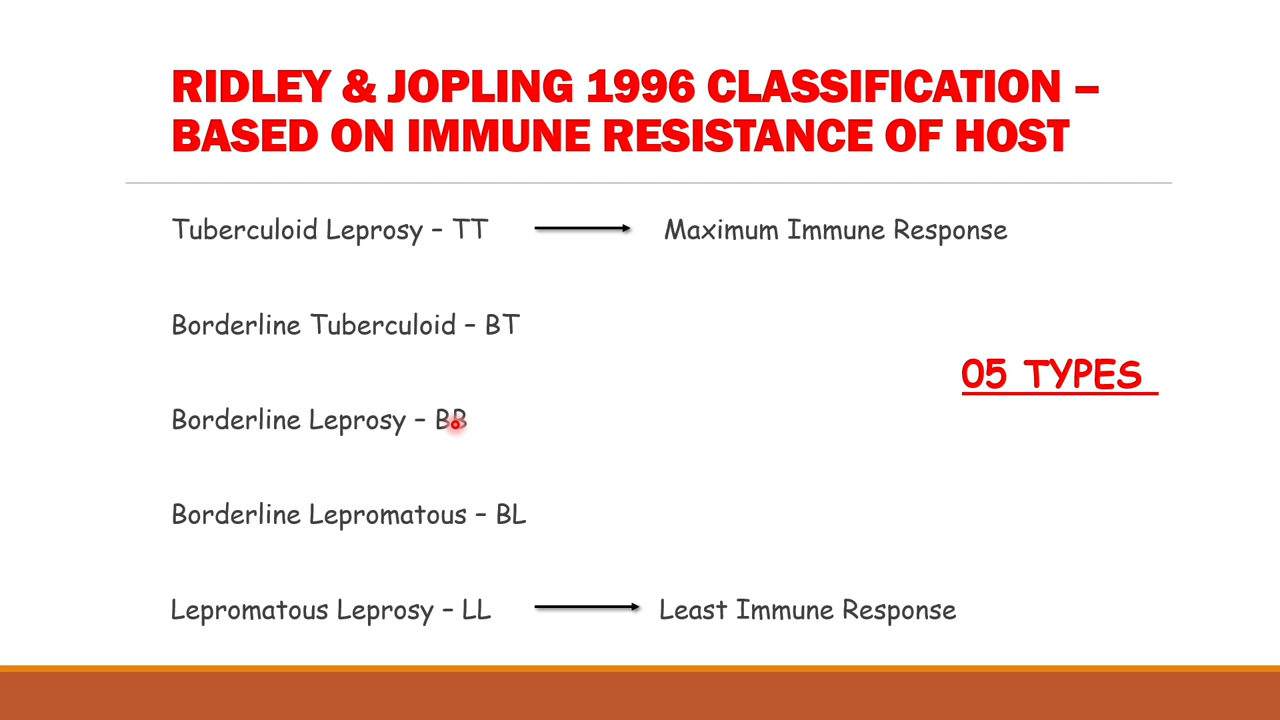 RIDLEY & JOPLING 1996 CLASSIFICATION –
BASED ON IMMUNE RESISTANCE OF HOST
Tuberculoid Leprosy – TT
Maximum Immune Response
Borderline Tuberculoid – BT
05 TYPES
Borderline Leprosy – BB
Borderline Lepromatous – BL
Lepromatous Leprosy – LL
Least Immune Response